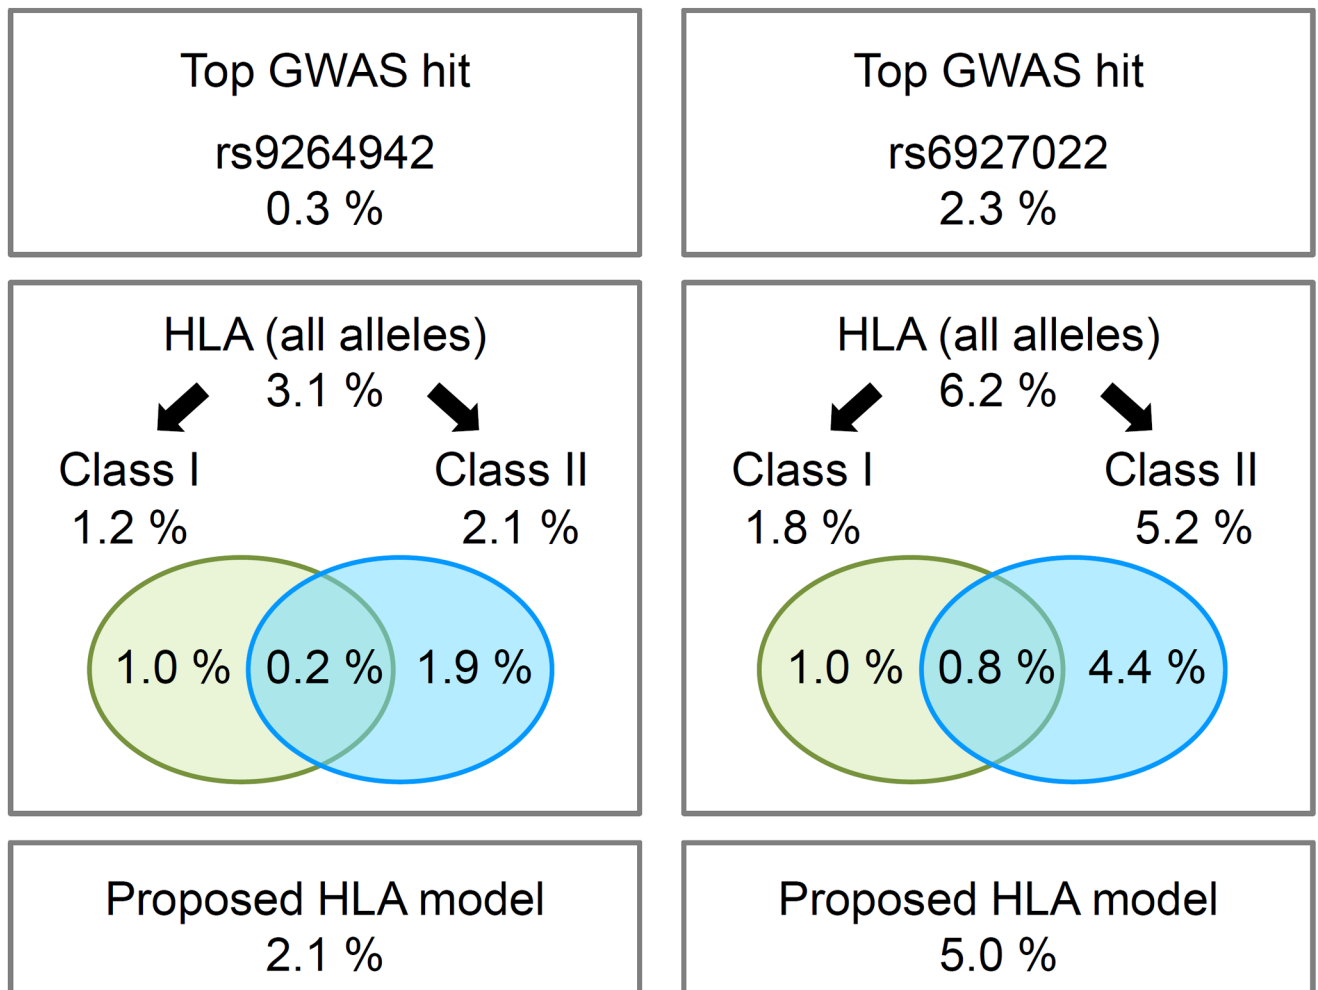 Top GWAS hit
rs9264942
0.3 %
HLA (all alleles)
3.1 %
Class I
1.2 %
Class II
2.1 %
1.0 %
0.2 %
1.9 %
Proposed HLA model
2.1 %
Top GWAS hit
rs6927022
2.3 %
HLA (all alleles)
6.2 %
Class I
1.8 %
Class II
5.2 %
1.0 %
0.8 %
4.4 %
Proposed HLA model
5.0 %